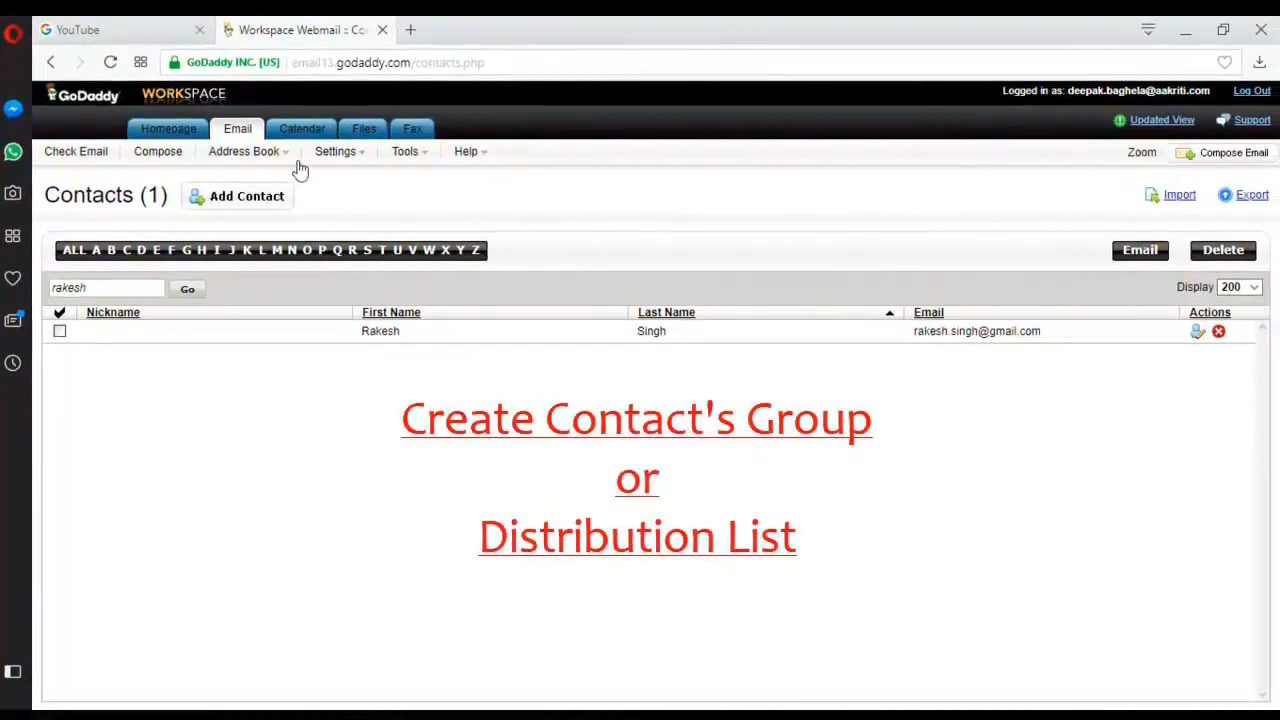 YouTube
Workspace Webmail :: Co
GoDaddy INC. [US] email13.godaddy.com/contacts.php
GoDaddy WORKSPACE
Logged in as: deepak.baghela@aakriti.com Log Out
Homepage Email Calendar Files Fax
Updated View Support
Check Email Compose Address Book Settings Tools Help
Zoom Compose Email
Contacts (1) Add Contact
Import Export
ALL A B C D E F G H I J K L M N O P Q R S T U V W X Y Z
Email Delete
rakesh Go
Display 200
Nickname First Name Last Name Email Actions
Rakesh Singh rakesh.singh@gmail.com
Create Contact's Group
or
Distribution List